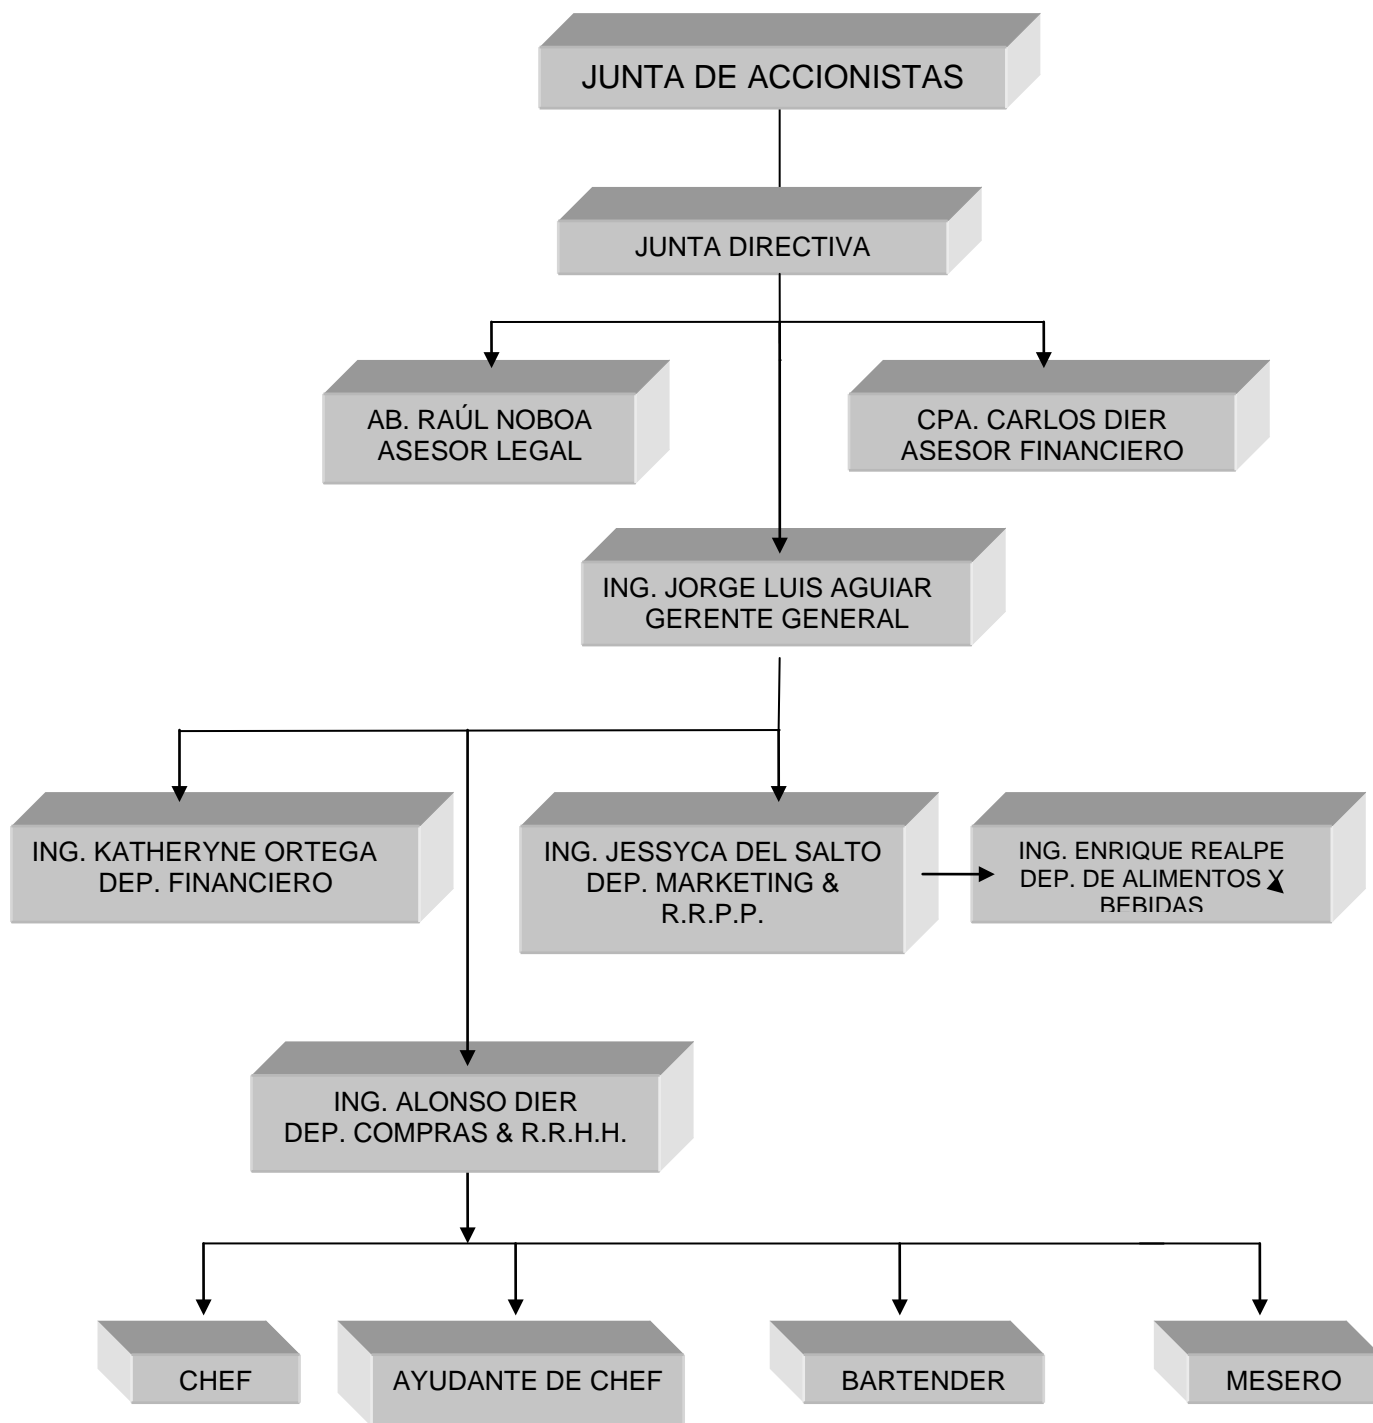 JUNTA DE ACCIONISTAS
JUNTA DIRECTIVA
AB. RAÚL NOBOA
ASESOR LEGAL
CPA. CARLOS DIER
ASESOR FINANCIERO
ING. JORGE LUIS AGUIAR
GERENTE GENERAL
ING. KATHERYNE ORTEGA
DEP. FINANCIERO
ING. JESSYCA DEL SALTO
DEP. MARKETING &
R.R.P.P.
ING. ENRIQUE REALPE
DEP. DE ALIMENTOS Y
BEBIDAS
ING. ALONSO DIER
DEP. COMPRAS & R.R.H.H.
CHEF
AYUDANTE DE CHEF
BARTENDER
MESERO